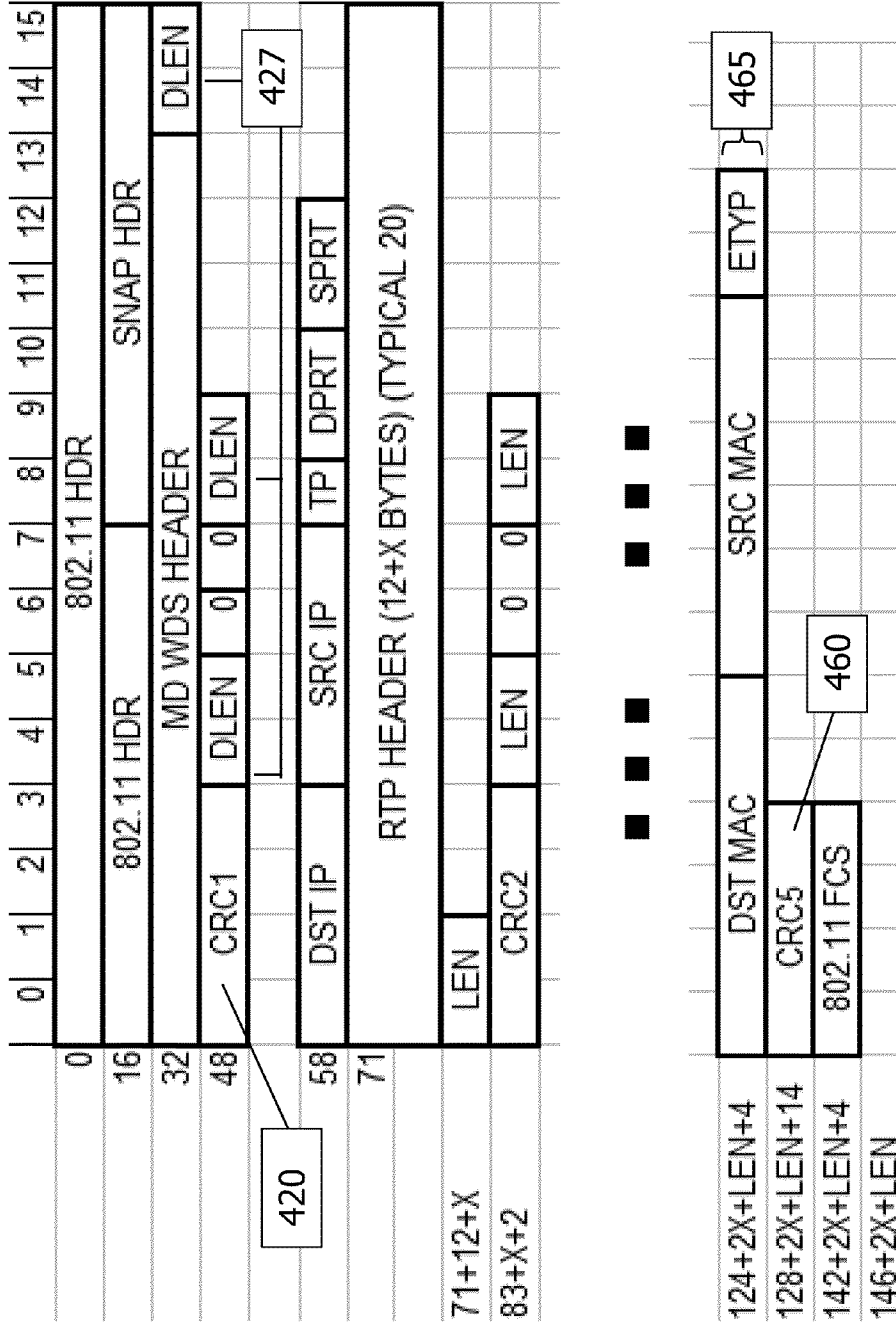 0 1 2 3 4 5 6 7 8 9 10 11 12 13 14 15
0 802.11 HDR
16 802.11 HDR SNAP HDR
32 MD WDS HEADER DLEN
48 CRC1 DLEN 0 0 DLEN
427
420
58 DST IP SRC IP TP DPRT SPRT
71 RTP HEADER (12+X BYTES) (TYPICAL 20)
71+12+X LEN
83+X+2 CRC2 LEN 0 0 LEN
124+2X+LEN+4 DST MAC SRC MAC ETYP 465
128+2X+LEN+14 CRC5
460
142+2X+LEN+4 802.11 FCS
146+2X+LEN